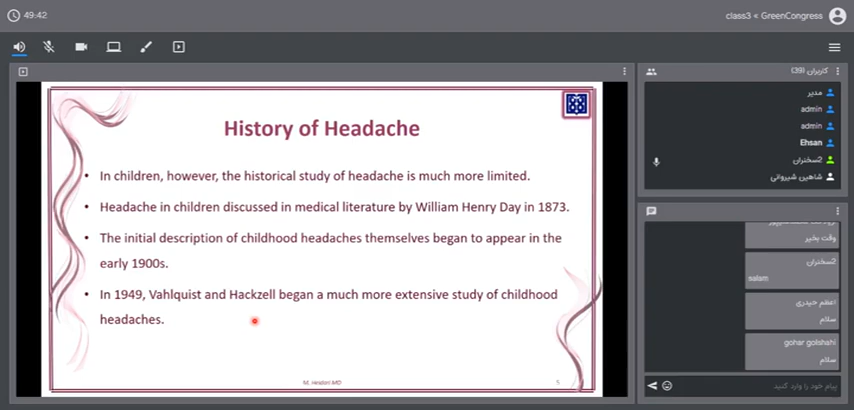 49:42
class3 < GreenCongress
History of Headache
• In children, however, the historical study of headache is much more limited.
• Headache in children discussed in medical literature by William Henry Day in 1873.
• The initial description of childhood headaches themselves began to appear in the
early 1900s.
• In 1949, Vahlquist and Hackzell began a much more extensive study of childhood
headaches.
5
کاربران (39)
مدیر
admin
admin
Ehsan
2سخنران
شاهین شیروانی
وقت بخیر
2سخنران
salam
اعظم حیدری
سلام
gohar golshahi
سلام
پیام خود را وارد کنید